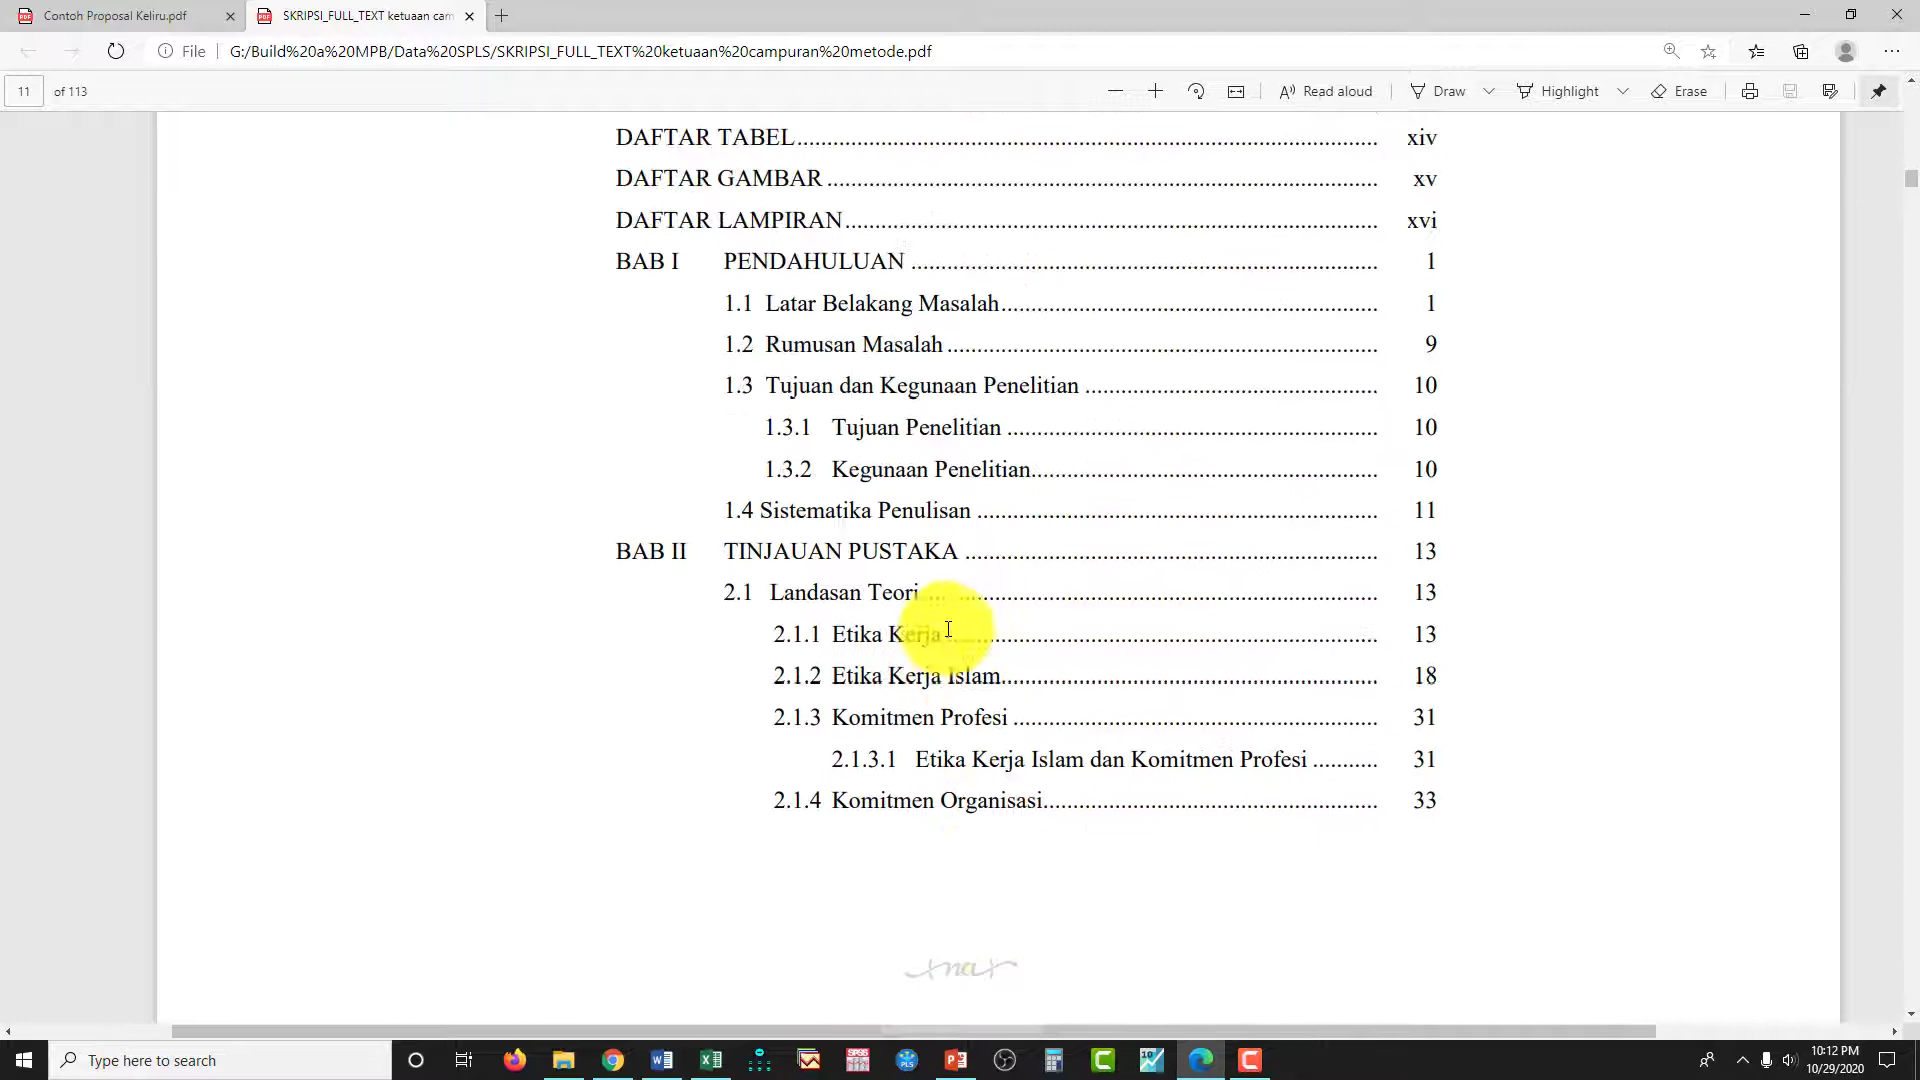 Contoh Proposal Keliru.pdf
SKRIPSI_FULL_TEXT ketuaan cam
File
G:/Build%20a%20MPB/Data%20SPLS/SKRIPSI_FULL_TEXT%20ketuaan%20campuran%20metode.pdf
11 of 113
Read aloud
Draw
Highlight
Erase
DAFTAR TABEL xiv
DAFTAR GAMBAR xv
DAFTAR LAMPIRAN xvi
BAB I PENDAHULUAN 1
1.1 Latar Belakang Masalah 1
1.2 Rumusan Masalah 9
1.3 Tujuan dan Kegunaan Penelitian 10
1.3.1 Tujuan Penelitian 10
1.3.2 Kegunaan Penelitian 10
1.4 Sistematika Penulisan 11
BAB II TINJAUAN PUSTAKA 13
2.1 Landasan Teori 13
2.1.1 Etika Kerja 13
2.1.2 Etika Kerja Islam 18
2.1.3 Komitmen Profesi 31
2.1.3.1 Etika Kerja Islam dan Komitmen Profesi 31
2.1.4 Komitmen Organisasi 33
Type here to search
10:12 PM
10/29/2020